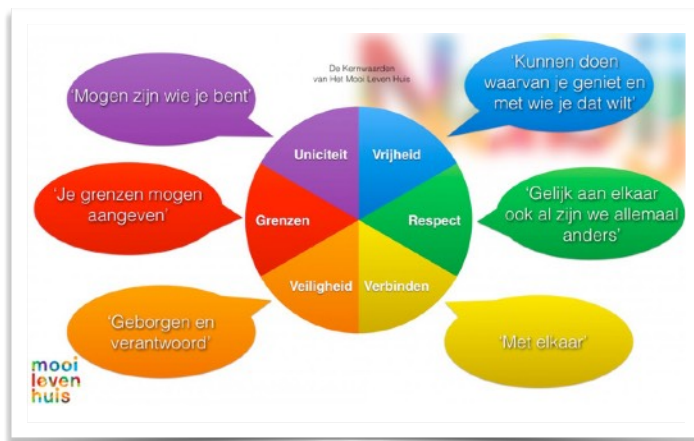 De Kernwaarden
van Het Mooi Leven Huis
'Mogen zijn wie je bent'
'Kunnen doen
waarvan je geniet en
met wie je dat wilt'
Uniciteit
Vrijheid
'Je grenzen mogen
aangeven'
Grenzen
Respect
'Gelijk aan elkaar
ook al zijn we allemaal
anders'
Veiligheid
Verbinden
'Geborgen en
verantwoord'
'Met elkaar'
mooi
leven
huis